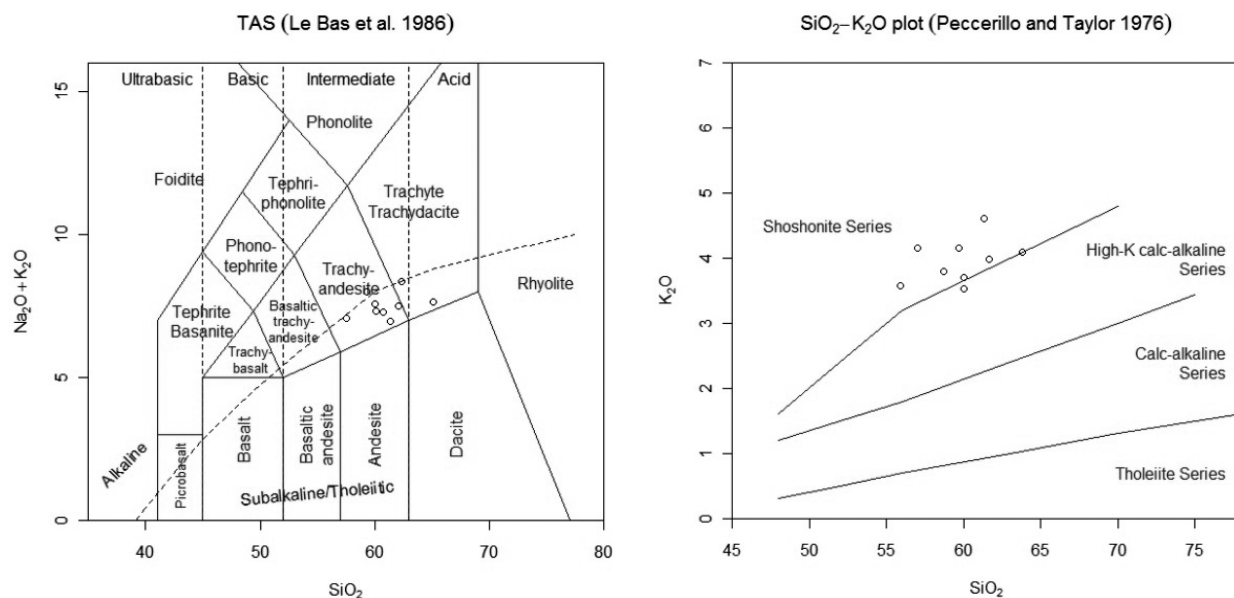 TAS (Le Bas et al. 1986)
Ultrabasic
Basic
Intermediate
Acid
Phonolite
Foidite
Tephri-
phonolite
Trachyte
Trachydacite
Phono-
tephrite
Trachy-
andesite
Rhyolite
Tephrite
Basanite
Basaltic
trachy-
andesite
Trachy-
basalt
Alkaline
Picrobasalt
Basalt
Basaltic
andesite
Andesite
Dacite
Subalkaline/Tholeiitic
Na₂O + K₂O
0
5
10
15
40
50
60
70
80
SiO₂
SiO₂−K₂O plot (Peccerillo and Taylor 1976)
K₂O
7
6
5
4
3
2
1
0
Shoshonite Series
High-K calc-alkaline
Series
Calc-alkaline
Series
Tholeiite Series
45
50
55
60
65
70
75
SiO₂